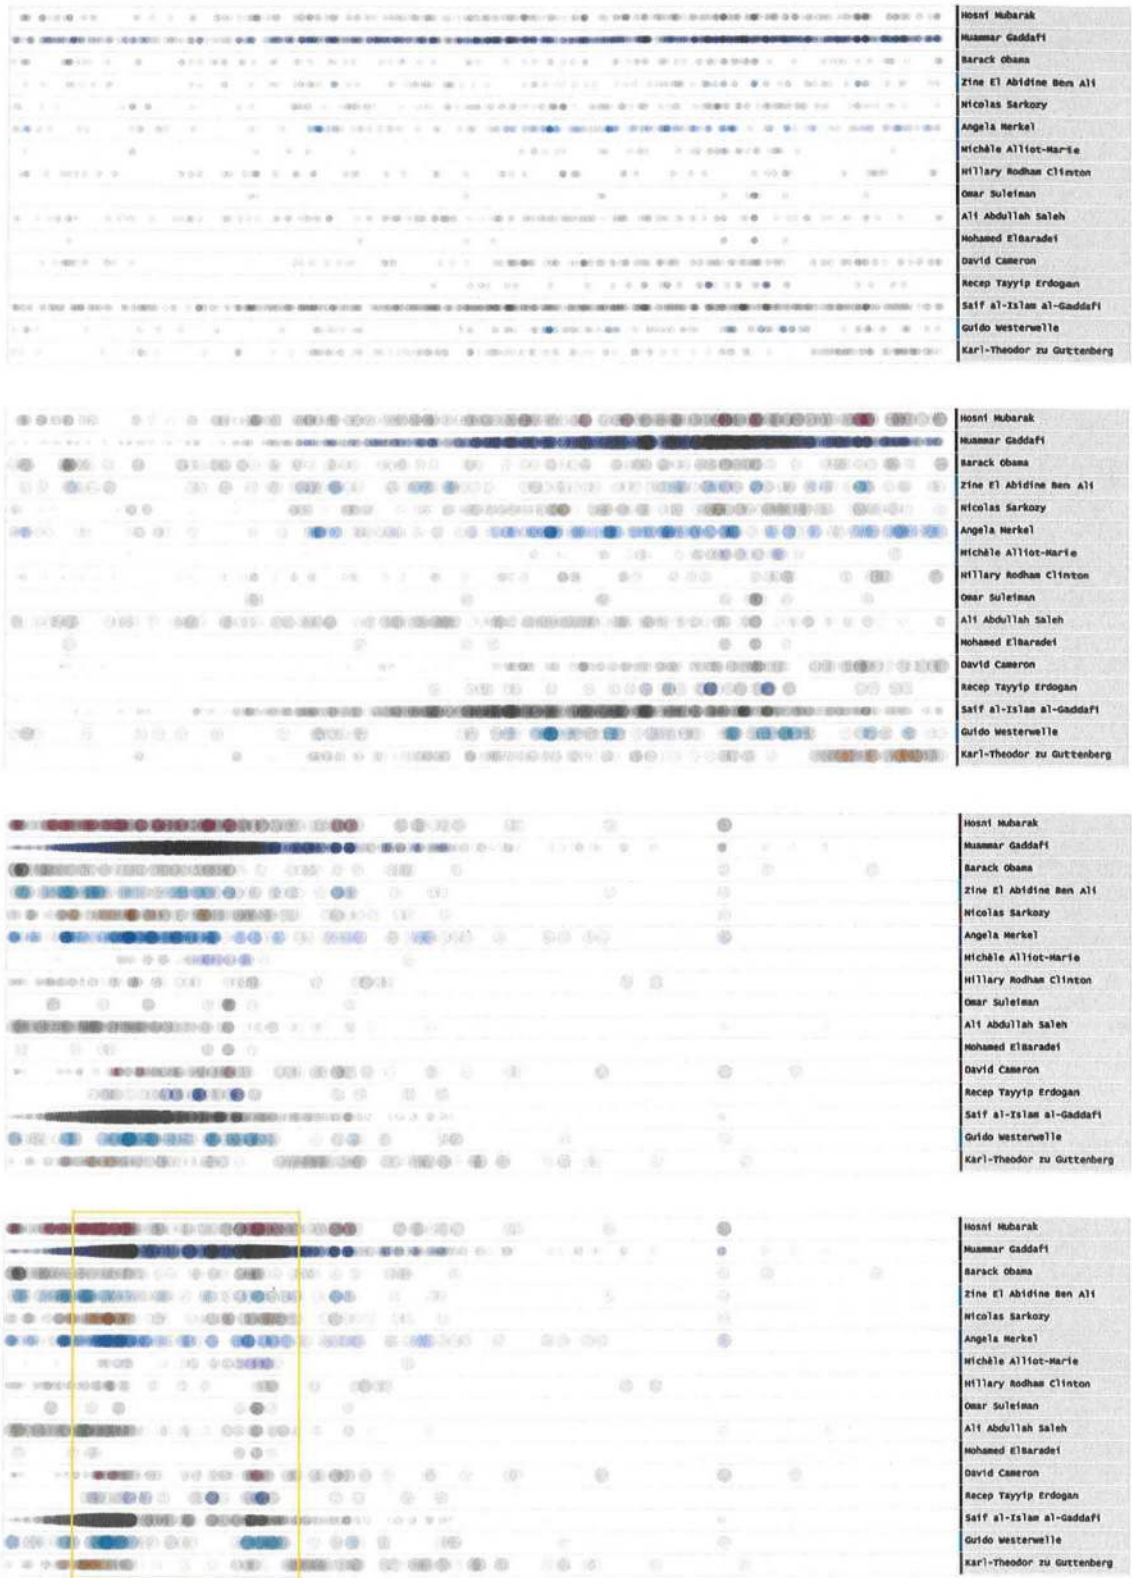 Hosni Mubarak
Muammar Gaddafi
Barack Obama
Zine El Abidine Ben Ali
Nicolas Sarkozy
Angela Merkel
Michèle Alliot-Marie
Hillary Rodham Clinton
Omar Suleiman
Ali Abdullah Saleh
Mohamed ElBaradei
David Cameron
Recep Tayyip Erdogan
Saif al-Islam al-Gaddafi
Guido Westerwelle
Karl-Theodor zu Guttenberg
Hosni Mubarak
Muammar Gaddafi
Barack Obama
Zine El Abidine Ben Ali
Nicolas Sarkozy
Angela Merkel
Michèle Alliot-Marie
Hillary Rodham Clinton
Omar Suleiman
Ali Abdullah Saleh
Mohamed ElBaradei
David Cameron
Recep Tayyip Erdogan
Saif al-Islam al-Gaddafi
Guido Westerwelle
Karl-Theodor zu Guttenberg
Hosni Mubarak
Muammar Gaddafi
Barack Obama
Zine El Abidine Ben Ali
Nicolas Sarkozy
Angela Merkel
Michèle Alliot-Marie
Hillary Rodham Clinton
Omar Suleiman
Ali Abdullah Saleh
Mohamed ElBaradei
David Cameron
Recep Tayyip Erdogan
Saif al-Islam al-Gaddafi
Guido Westerwelle
Karl-Theodor zu Guttenberg
Hosni Mubarak
Muammar Gaddafi
Barack Obama
Zine El Abidine Ben Ali
Nicolas Sarkozy
Angela Merkel
Michèle Alliot-Marie
Hillary Rodham Clinton
Omar Suleiman
Ali Abdullah Saleh
Mohamed ElBaradei
David Cameron
Recep Tayyip Erdogan
Saif al-Islam al-Gaddafi
Guido Westerwelle
Karl-Theodor zu Guttenberg